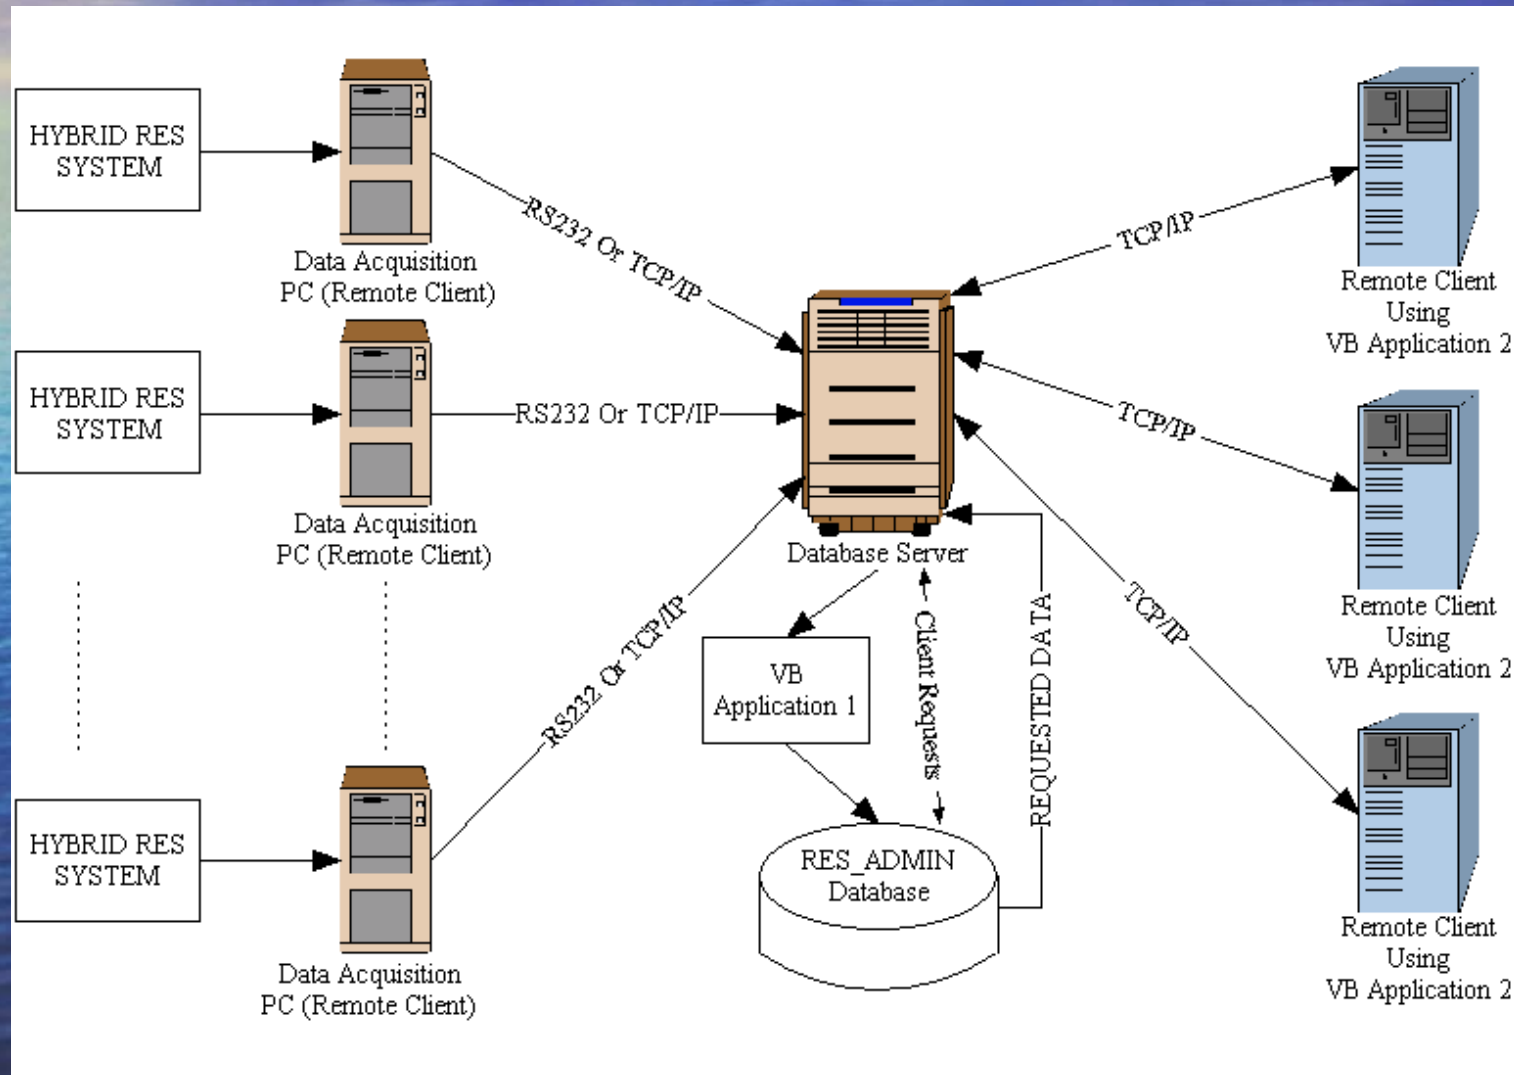 HYBRID RES
SYSTEM
Data Acquisition
PC (Remote Client)
RS232 Or TCP/IP
HYBRID RES
SYSTEM
Data Acquisition
PC (Remote Client)
RS232 Or TCP/IP
HYBRID RES
SYSTEM
Data Acquisition
PC (Remote Client)
RS232 Or TCP/IP
Database Server
VB
Application 1
Client Requests
REQUESTED DATA
RES_ADMIN
Database
TCP/IP
Remote Client
Using
VB Application 2
TCP/IP
Remote Client
Using
VB Application 2
TCP/IP
Remote Client
Using
VB Application 2